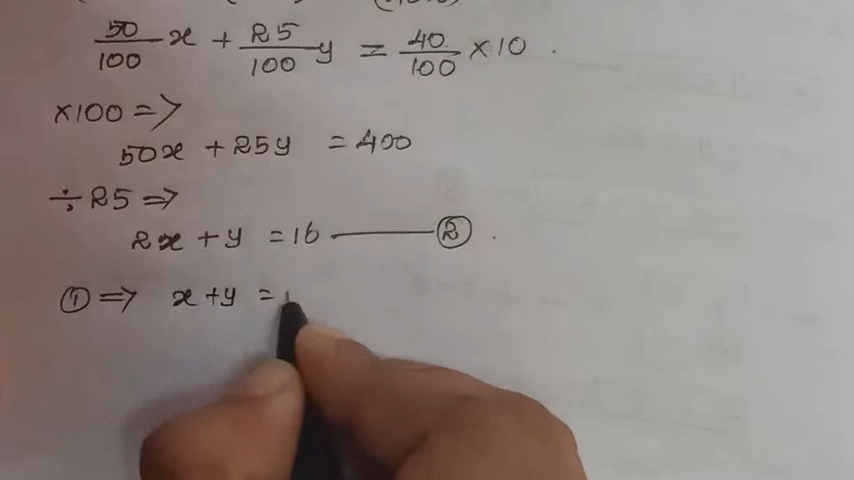 50/100 x + 25/100 y = 40/100 × 10 .
×100 =>
50x + 25y = 400
÷ 25 =>
2x + y = 16 —— ②
① => x + y =